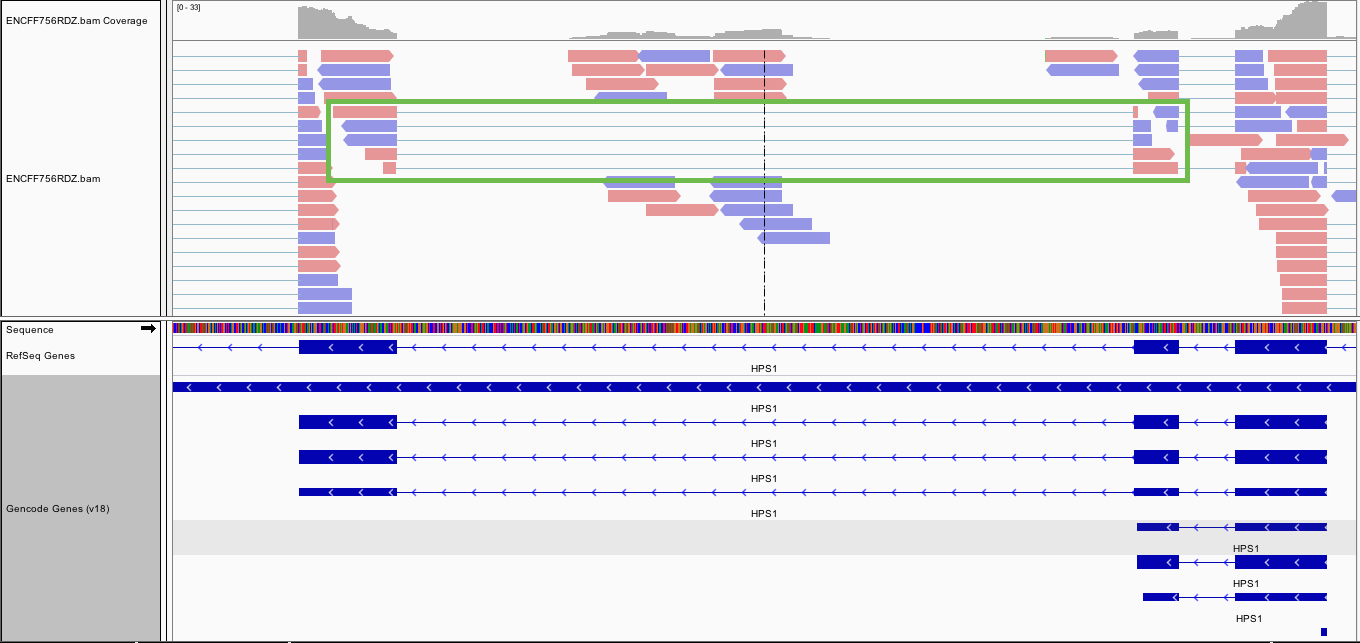 ENCFF756RDZ.bam Coverage
[0 - 33]
ENCFF756RDZ.bam
Sequence
RefSeq Genes
HPS1
HPS1
HPS1
HPS1
Gencode Genes (v18)
HPS1
HPS1
HPS1
HPS1